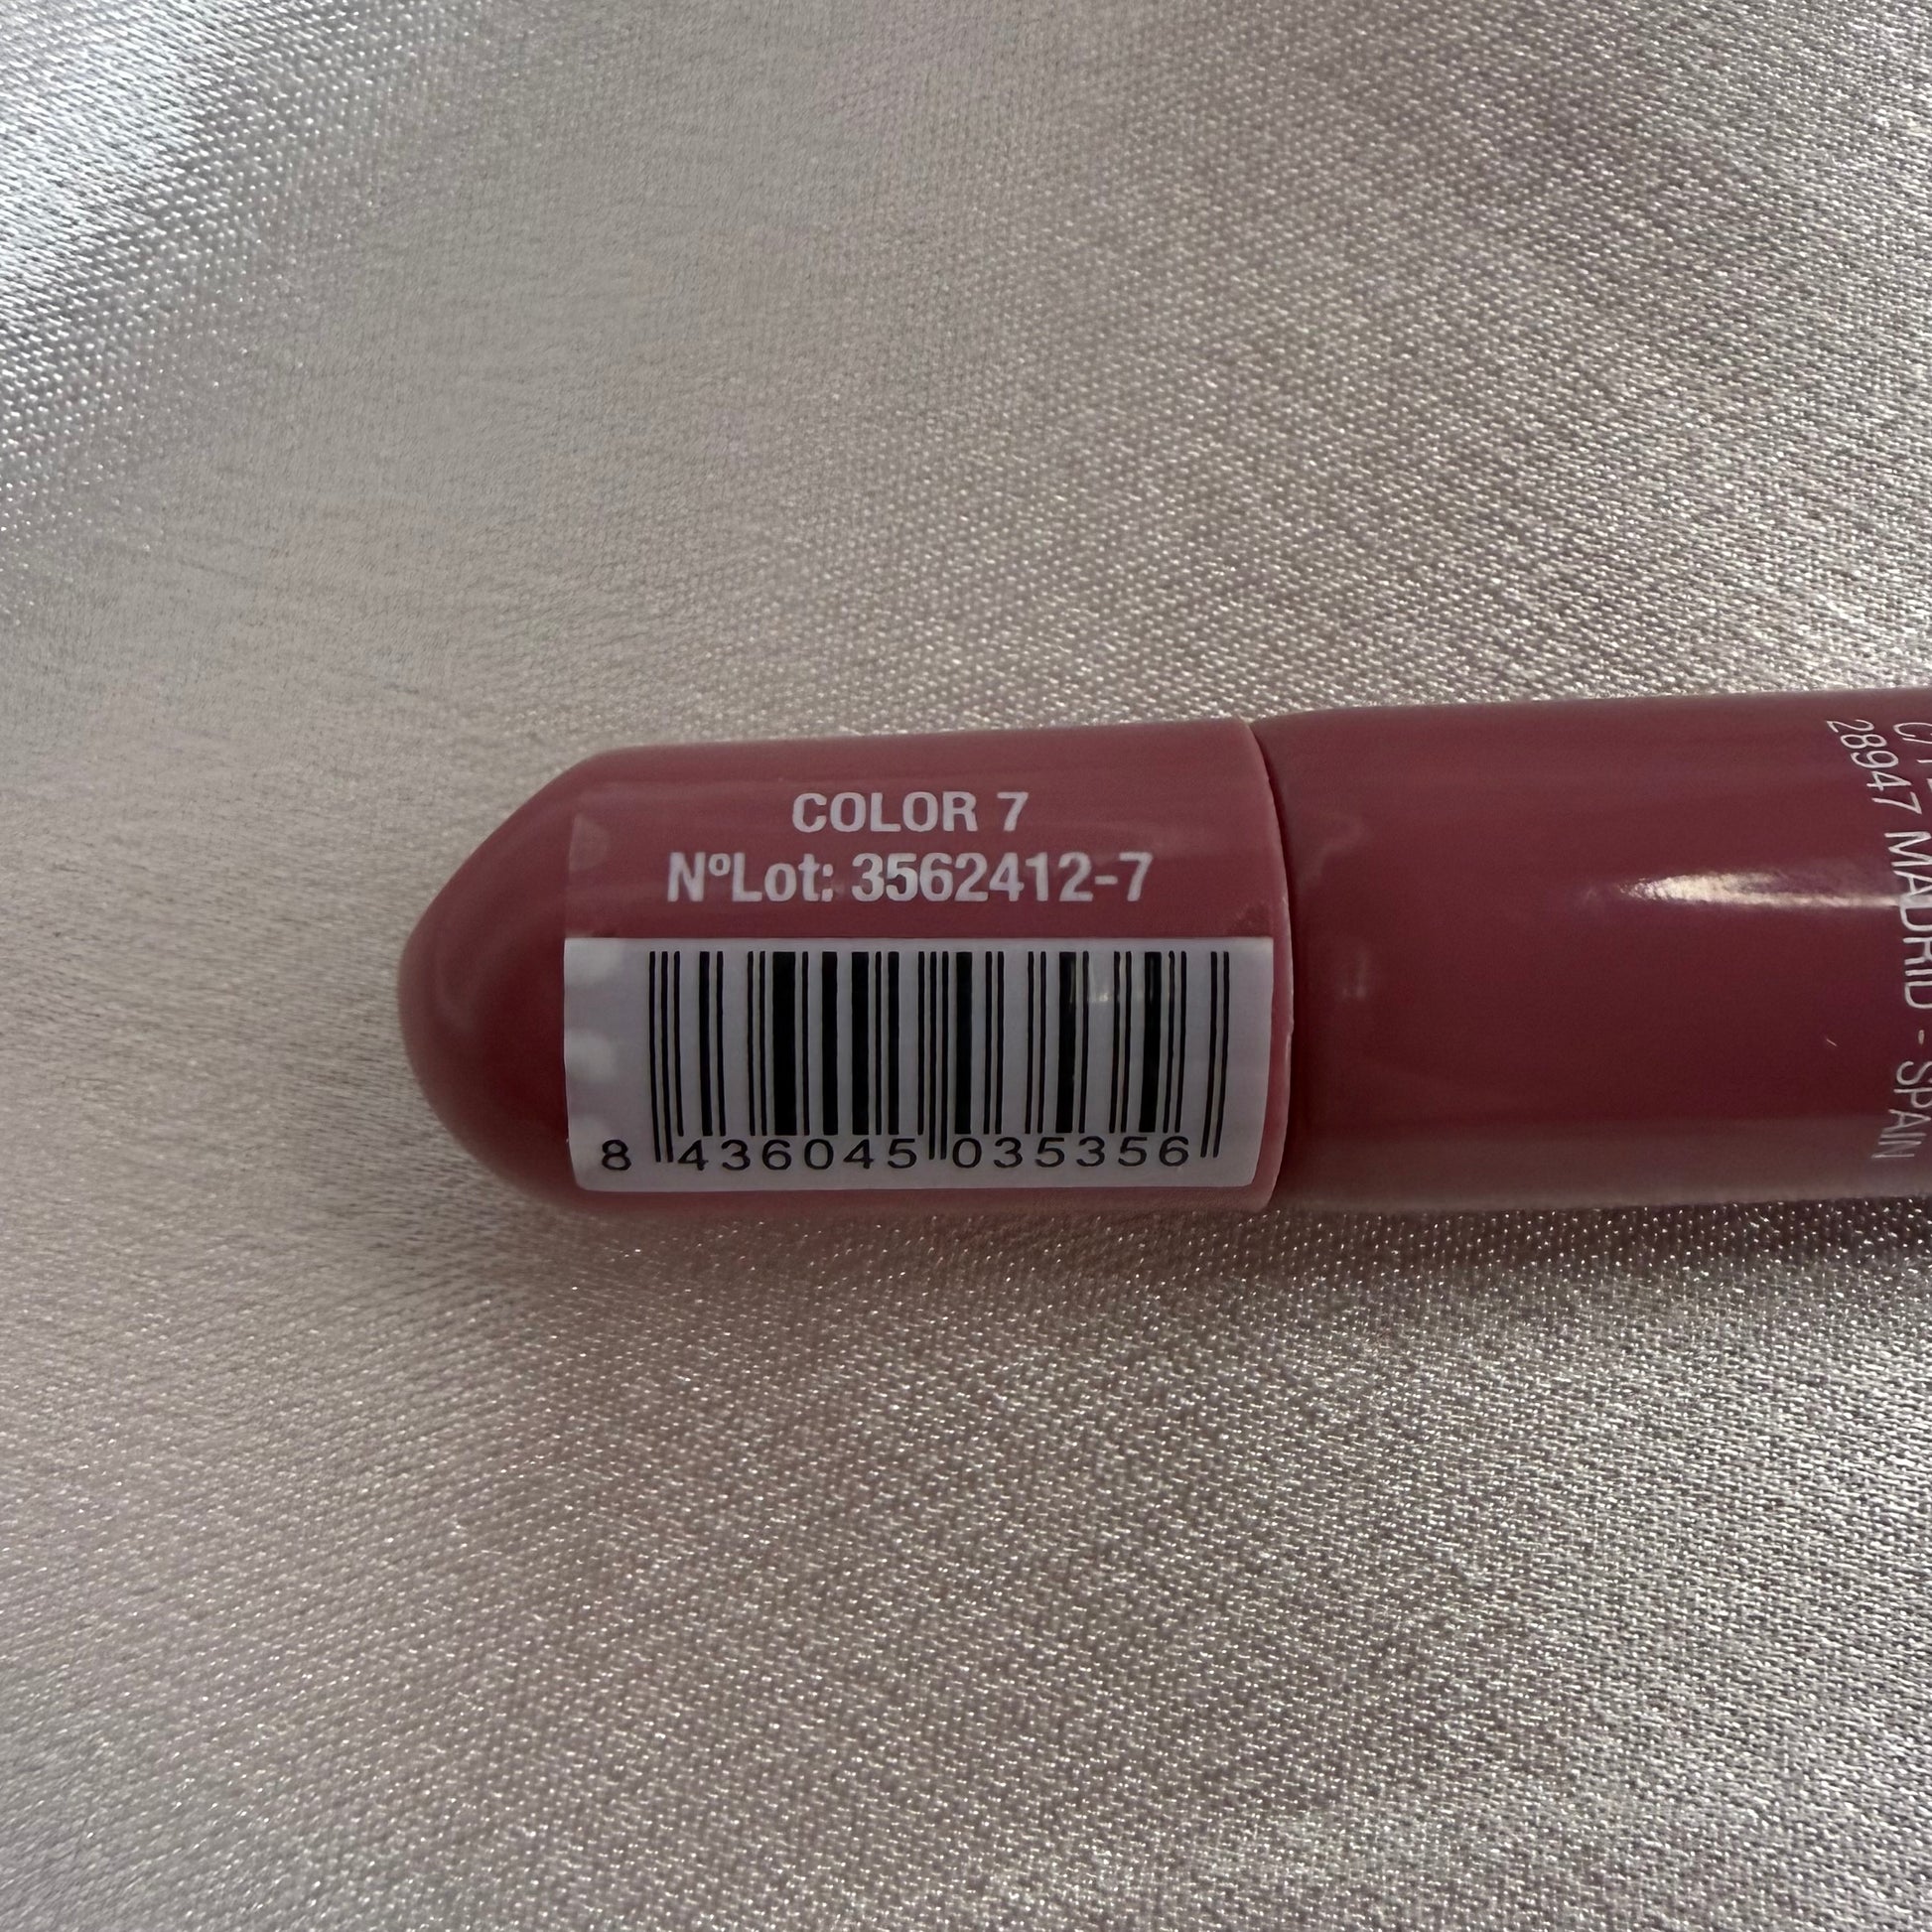 COLOR 7
NºLot: 3562412-7
8 436045 035356
28947 MADRID - SPAIN